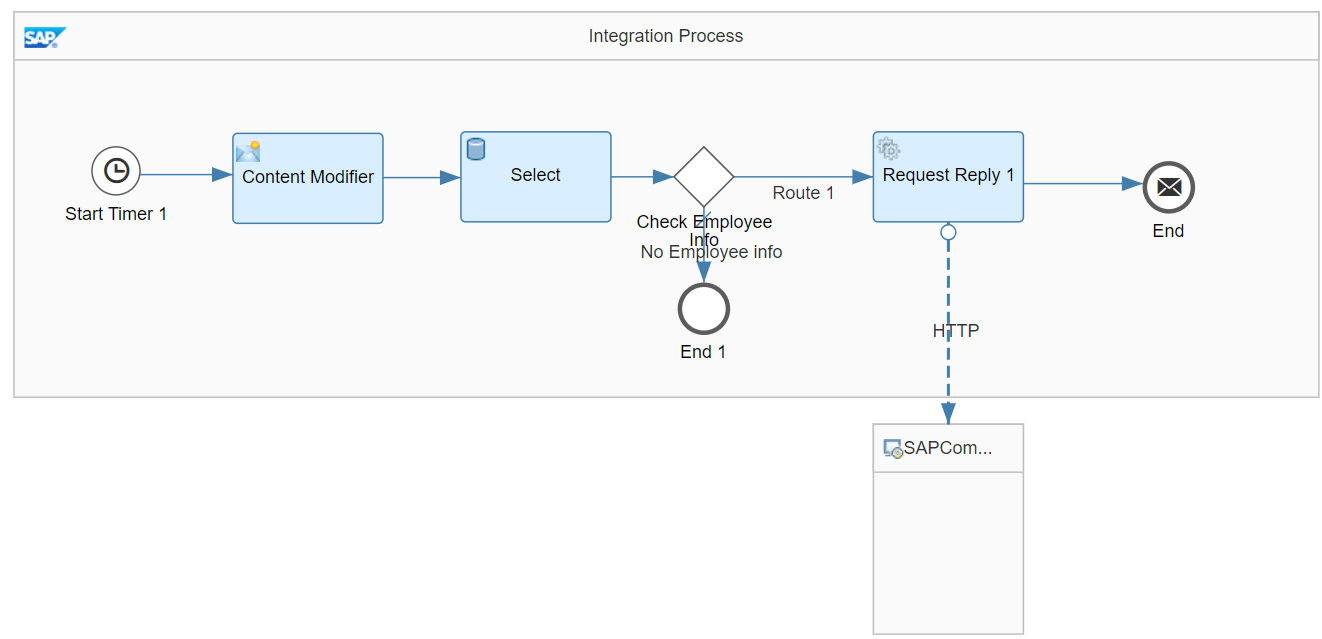 SAP
Integration Process
Start Timer 1
Content Modifier
Select
Check Employee
Info
No Employee info
Route 1
Request Reply 1
End
End 1
HTTP
SAPCom...